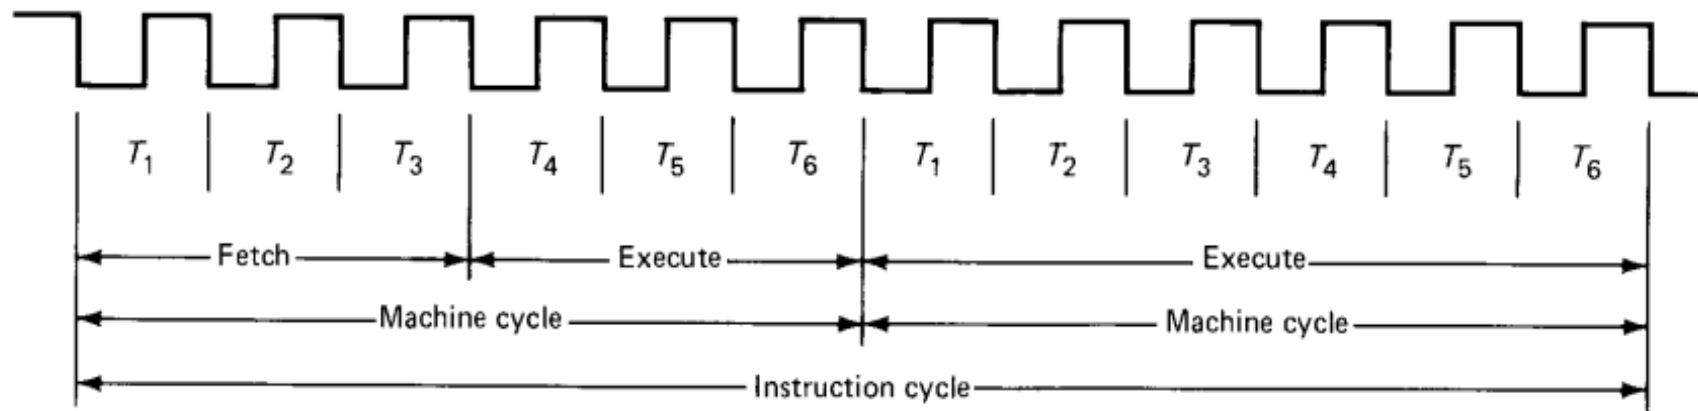 T1 T2 T3 T4 T5 T6 T1 T2 T3 T4 T5 T6
Fetch Execute Execute
Machine cycle Machine cycle
Instruction cycle